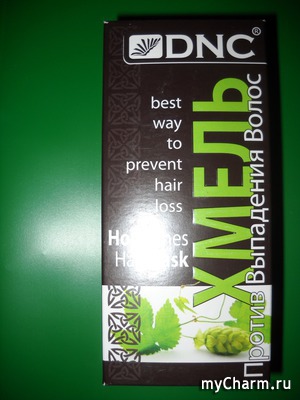 DNC®
best
way
to
prevent
hair
loss
ХМЕЛЬ
Против Выпадения Волос
myCharm.ru